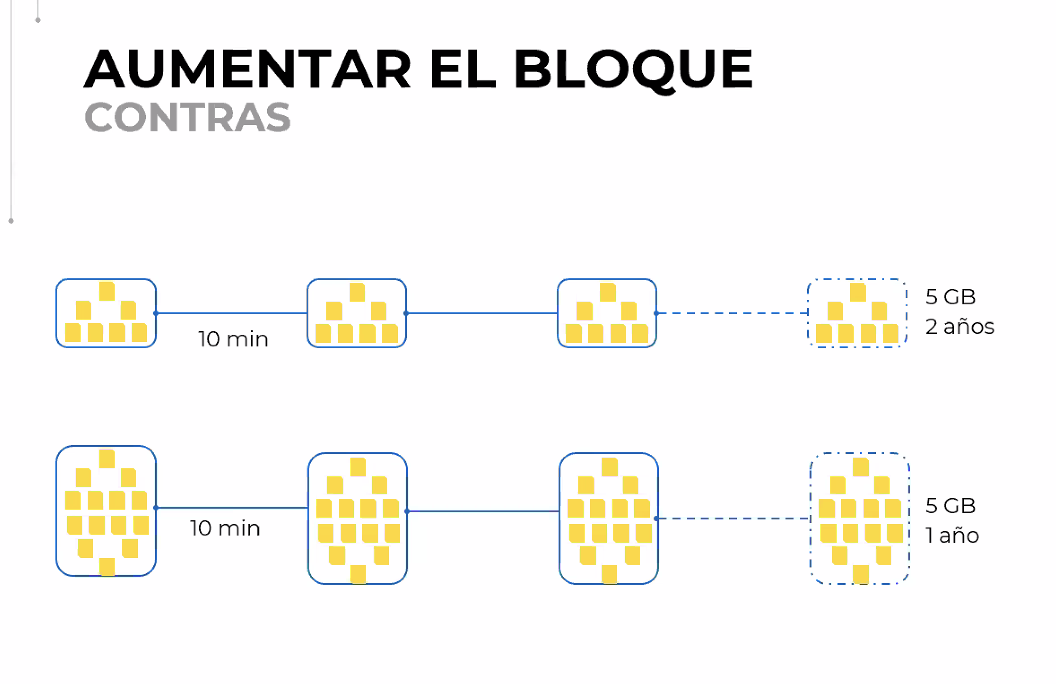 AUMENTAR EL BLOQUE
CONTRAS
10 min
5 GB
2 años
10 min
5 GB
1 año